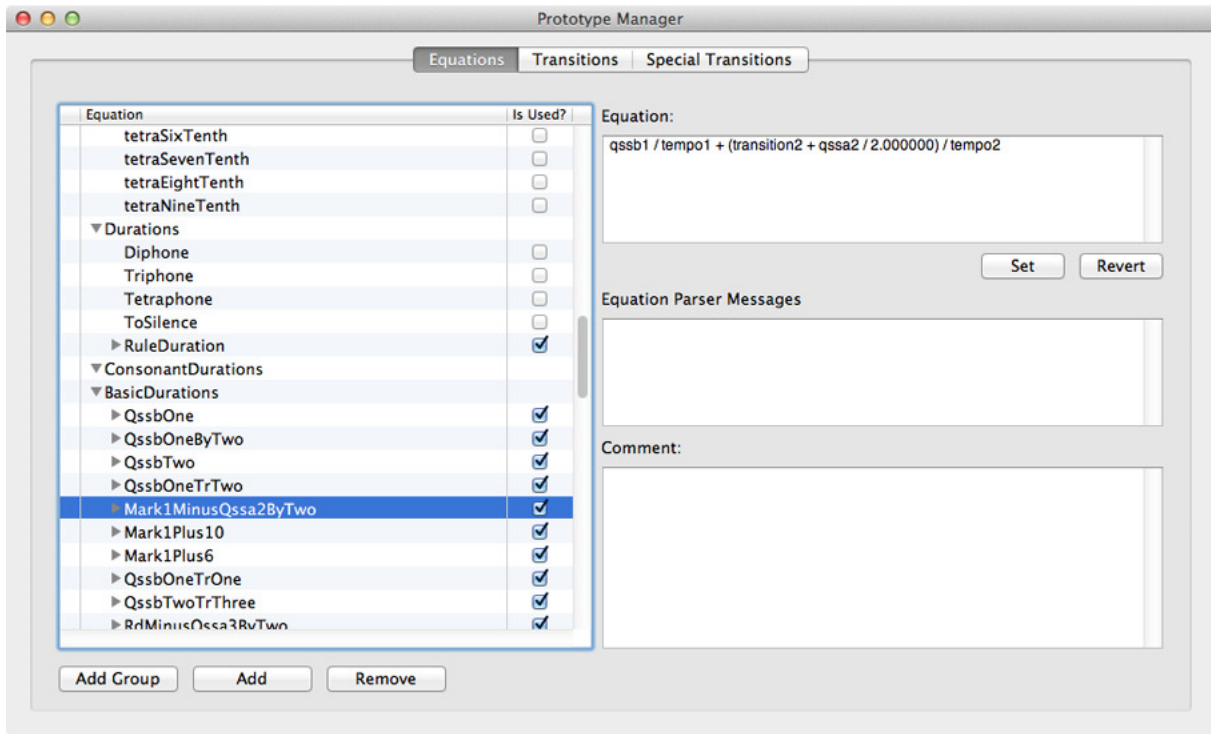 Prototype Manager
Equations Transitions Special Transitions
Equation Is Used?
tetraSixTenth
tetraSevenTenth
tetraEightTenth
tetraNineTenth
Durations
Diphone
Triphone
Tetraphone
ToSilence
RuleDuration
ConsonantDurations
BasicDurations
QssbOne
QssbOneByTwo
QssbTwo
QssbOneTrTwo
Mark1MinusQssa2ByTwo
Mark1Plus10
Mark1Plus6
QssbOneTrOne
QssbTwoTrThree
RdMinusQssa3ByTwo
Add Group Add Remove
Equation:
qssb1 / tempo1 + (transition2 + qssa2 / 2.000000) / tempo2
Set Revert
Equation Parser Messages
Comment: